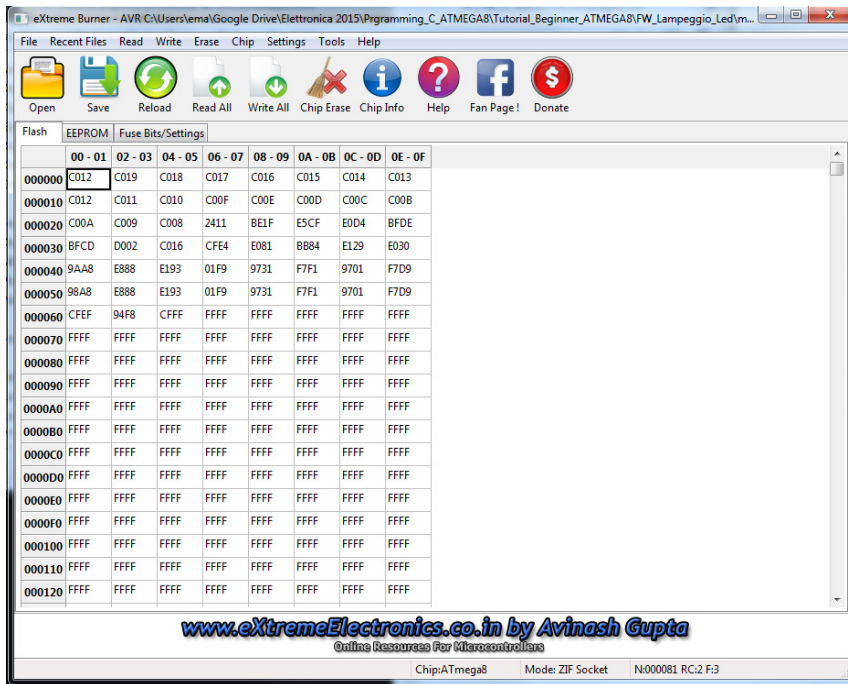 eXtreme Burner - AVR C:\Users\ema\Google Drive\Elettronica 2015\Prgramming_C_ATMEGA8\Tutorial_Beginner_ATMEGA8\FW_Lampeggio_Led\m...
File Recent Files Read Write Erase Chip Settings Tools Help
Open Save Reload Read All Write All Chip Erase Chip Info Help Fan Page ! Donate
Flash EEPROM Fuse Bits/Settings
00 - 01 02 - 03 04 - 05 06 - 07 08 - 09 0A - 0B 0C - 0D 0E - 0F
000000 C012 C019 C018 C017 C016 C015 C014 C013
000010 C012 C011 C010 C00F C00E C00D C00C C00B
000020 C00A C009 C008 2411 BE1F E5CF E0D4 BFDE
000030 BFCD D002 C016 CFE4 E081 BB84 E129 E030
000040 9AA8 E888 E193 01F9 9731 F7F1 9701 F7D9
000050 98A8 E888 E193 01F9 9731 F7F1 9701 F7D9
000060 CFEF 94F8 CFFF FFFF FFFF FFFF FFFF FFFF
000070 FFFF FFFF FFFF FFFF FFFF FFFF FFFF FFFF
000080 FFFF FFFF FFFF FFFF FFFF FFFF FFFF FFFF
000090 FFFF FFFF FFFF FFFF FFFF FFFF FFFF FFFF
0000A0 FFFF FFFF FFFF FFFF FFFF FFFF FFFF FFFF
0000B0 FFFF FFFF FFFF FFFF FFFF FFFF FFFF FFFF
0000C0 FFFF FFFF FFFF FFFF FFFF FFFF FFFF FFFF
0000D0 FFFF FFFF FFFF FFFF FFFF FFFF FFFF FFFF
0000E0 FFFF FFFF FFFF FFFF FFFF FFFF FFFF FFFF
0000F0 FFFF FFFF FFFF FFFF FFFF FFFF FFFF FFFF
000100 FFFF FFFF FFFF FFFF FFFF FFFF FFFF FFFF
000110 FFFF FFFF FFFF FFFF FFFF FFFF FFFF FFFF
000120 FFFF FFFF FFFF FFFF FFFF FFFF FFFF FFFF
www.eXtremeElectronics.co.in by Avinash Gupta
Online Resources For Microcontrollers
Chip:ATmega8 Mode: ZIF Socket N:000081 RC:2 F:3